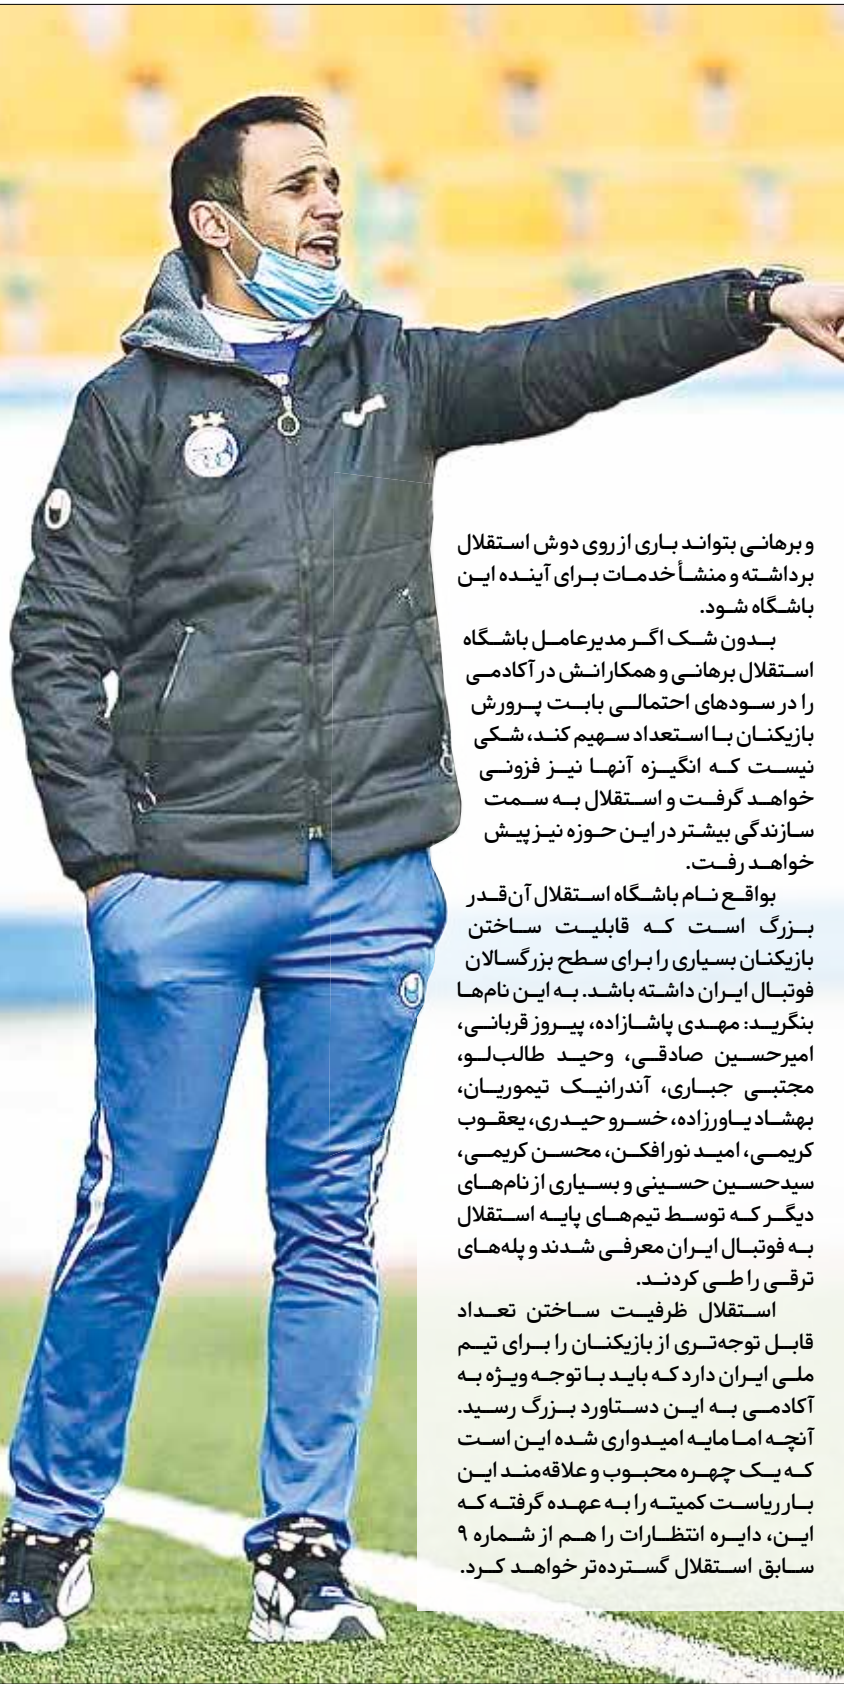 و برهانی بتواند باری از روی دوش استقلال
برداشته و منشأ خدمات برای آینده این
باشگاه شود.
بدون شک اگر مدیرعامل باشگاه
استقلال برهانی و همکارانش در آکادمی
را در سودهای احتمالی بابت پرورش
بازیکنان با استعداد سهیم کند، شکی
نیست که انگیزه آنها نیز فزونی
خواهد گرفت و استقلال به سمت
سازندگی بیشتر در این حوزه نیز پیش
خواهد رفت.
بواقع نام باشگاه استقلال آن‌قدر
بزرگ است که قابلیت ساختن
بازیکنان بسیاری را برای سطح بزرگسالان
فوتبال ایران داشته باشد. به این نام‌ها
بنگرید: مهدی پاشازاده، پیروز قربانی،
امیرحسین صادقی، وحید طالب‌لو،
مجتبی جباری، آندرانیک تیموریان،
بهشاد یاورزاده، خسرو حیدری، یعقوب
کریمی، امید نورافکن، محسن کریمی،
سیدحسین حسینی و بسیاری از نام‌های
دیگر که توسط تیم‌های پایه استقلال
به فوتبال ایران معرفی شدند و پله‌های
ترقی را طی کردند.
استقلال ظرفیت ساختن تعداد
قابل توجه‌تری از بازیکنان را برای تیم
ملی ایران دارد که باید با توجه ویژه به
آکادمی به این دستاورد بزرگ رسید.
آنچه اما مایه امیدواری شده این است
که یک چهره محبوب و علاقه‌مند این
بار ریاست کمیته را به عهده گرفته که
این، دایره انتظارات را هم از شماره ۹
سابق استقلال گسترده‌تر خواهد کرد.